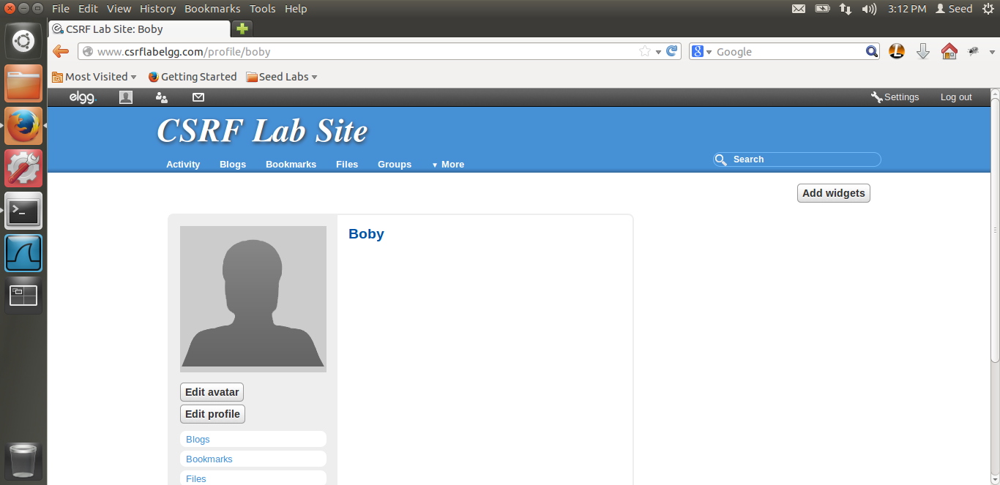 File Edit View History Bookmarks Tools Help 3:12 PM Seed
CSRF Lab Site: Boby
www.csrflabelgg.com/profile/boby Google
Most Visited Getting Started Seed Labs
elgg. Settings Log out
CSRF Lab Site
Activity Blogs Bookmarks Files Groups More Search
Add widgets
Boby
Edit avatar
Edit profile
Blogs
Bookmarks
Files